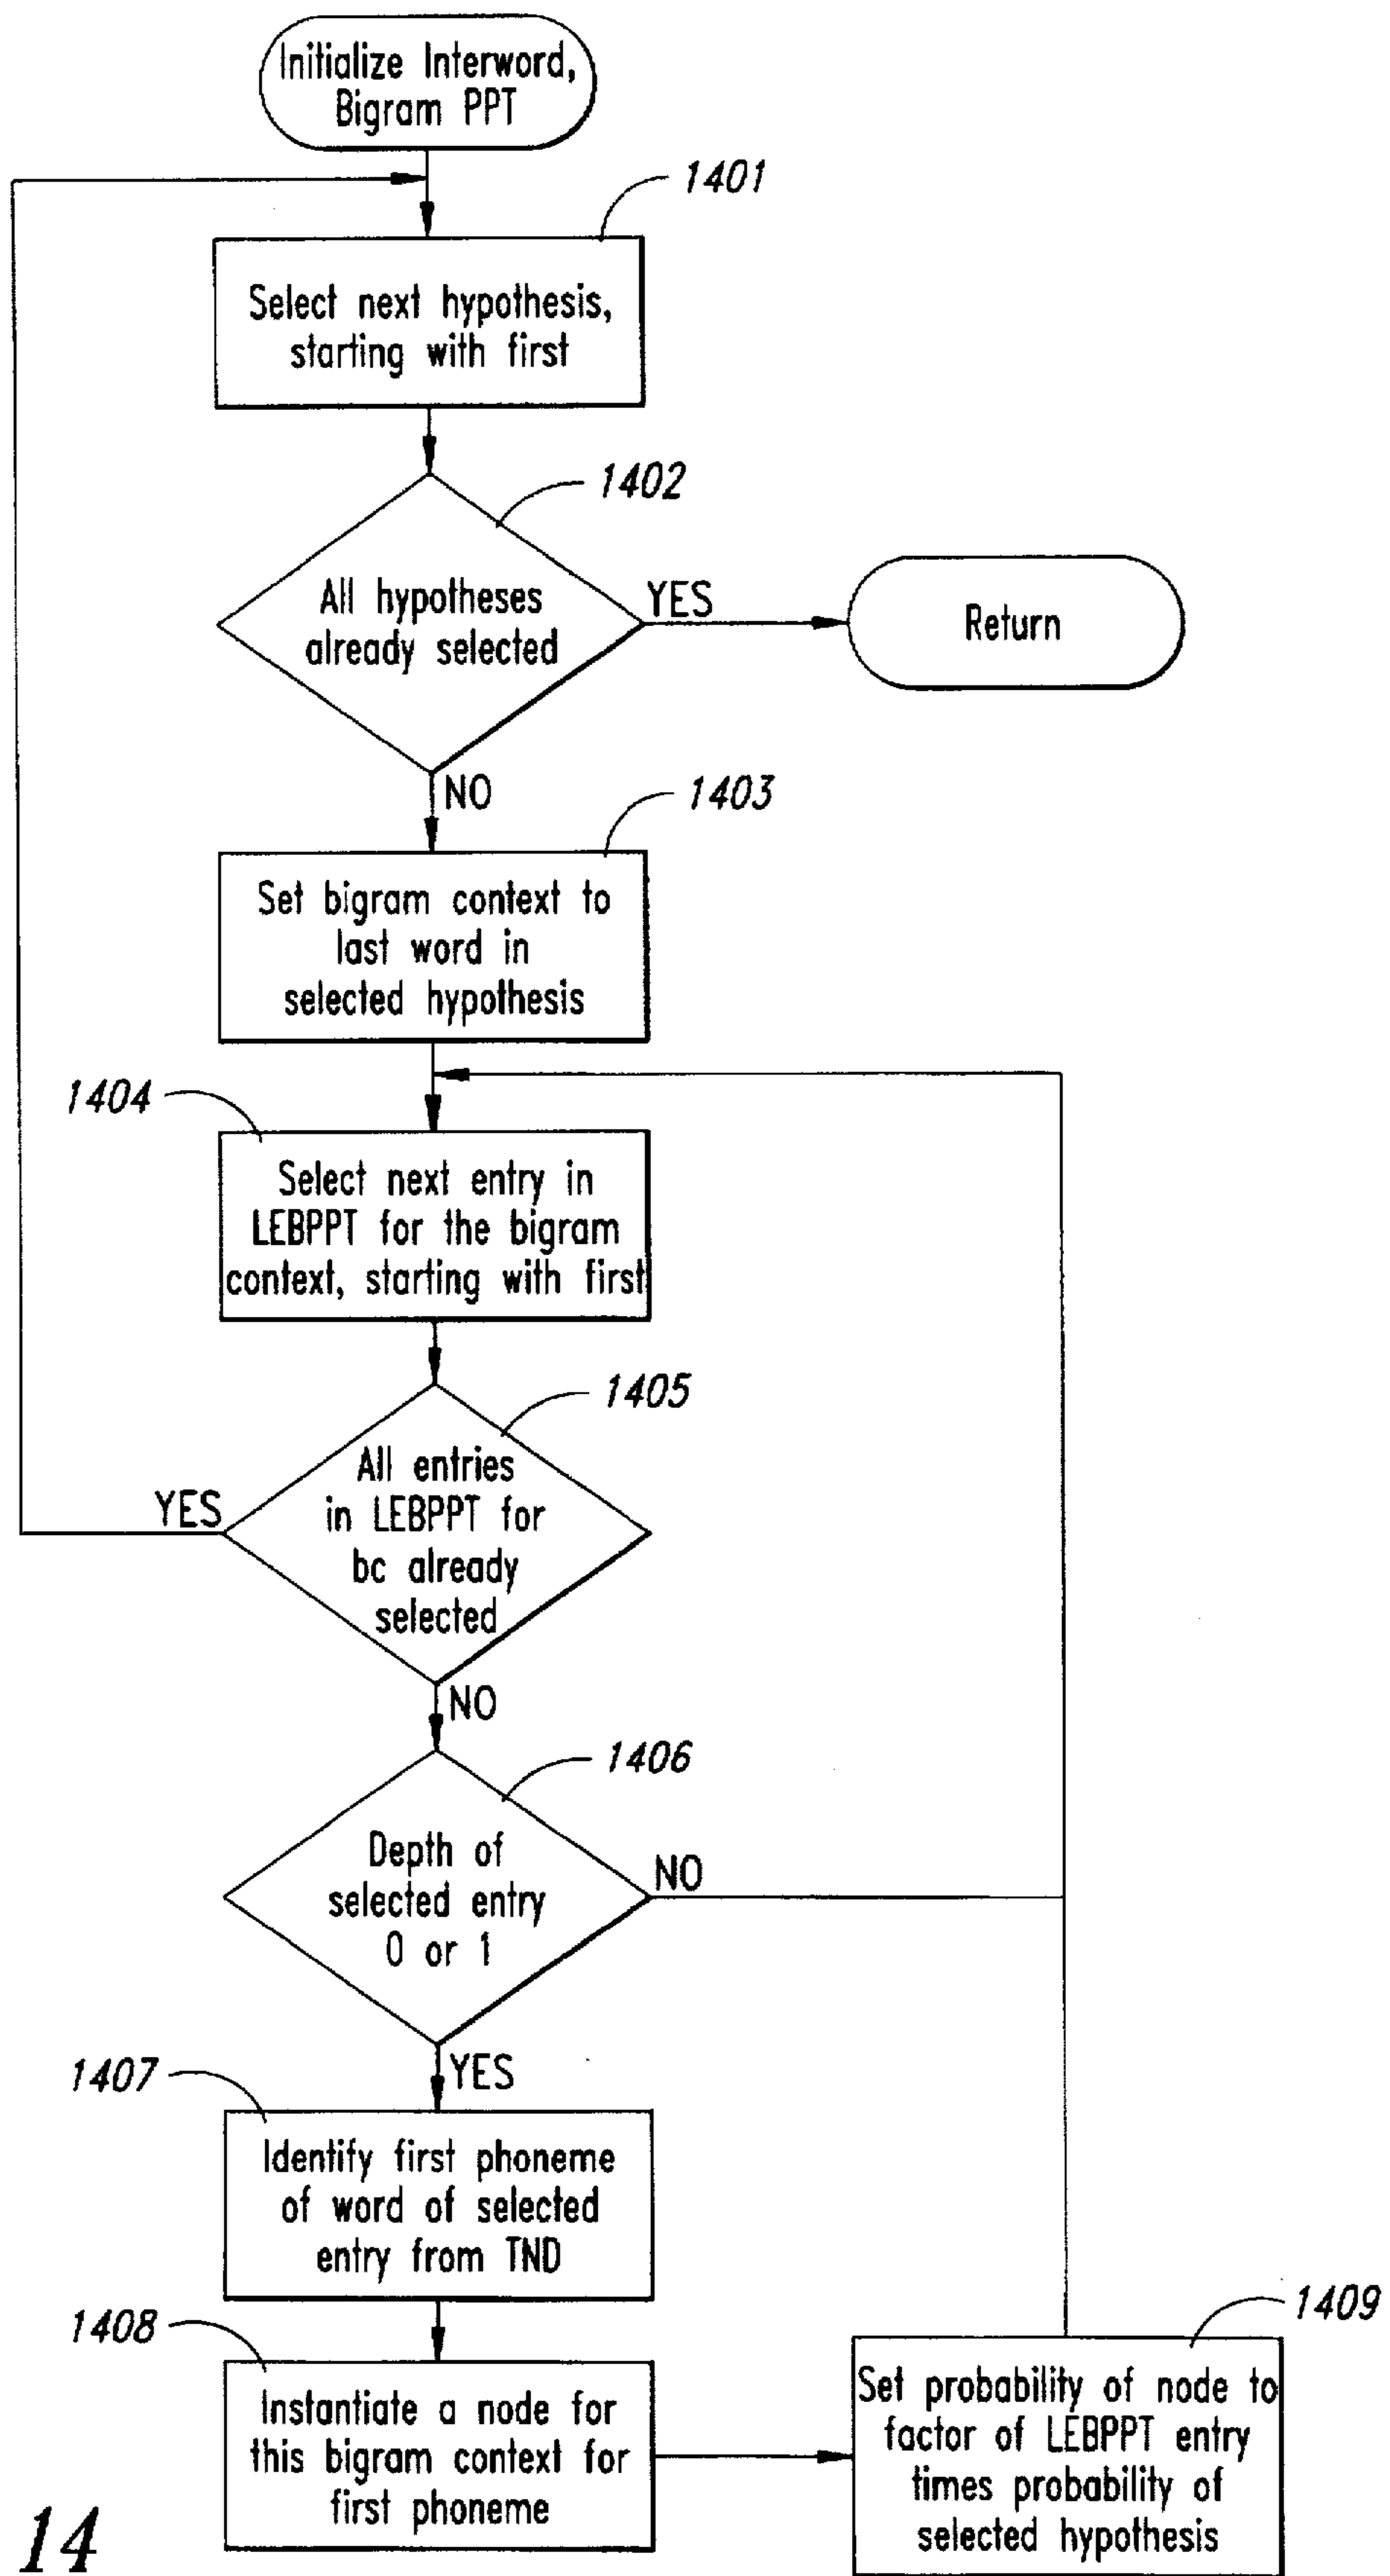 Initialize Interword,
Bigram PPT
1401
Select next hypothesis,
starting with first
1402
All hypotheses
already selected
YES
Return
NO
1403
Set bigram context to
last word in
selected hypothesis
1404
Select next entry in
LEBPPT for the bigram
context, starting with first
1405
All entries
in LEBPPT for
bc already
selected
YES
NO
1406
Depth of
selected entry
0 or 1
NO
YES
1407
Identify first phoneme
of word of selected
entry from TND
1408
Instantiate a node for
this bigram context for
first phoneme
1409
Set probability of node to
factor of LEBPPT entry
times probability of
selected hypothesis
14